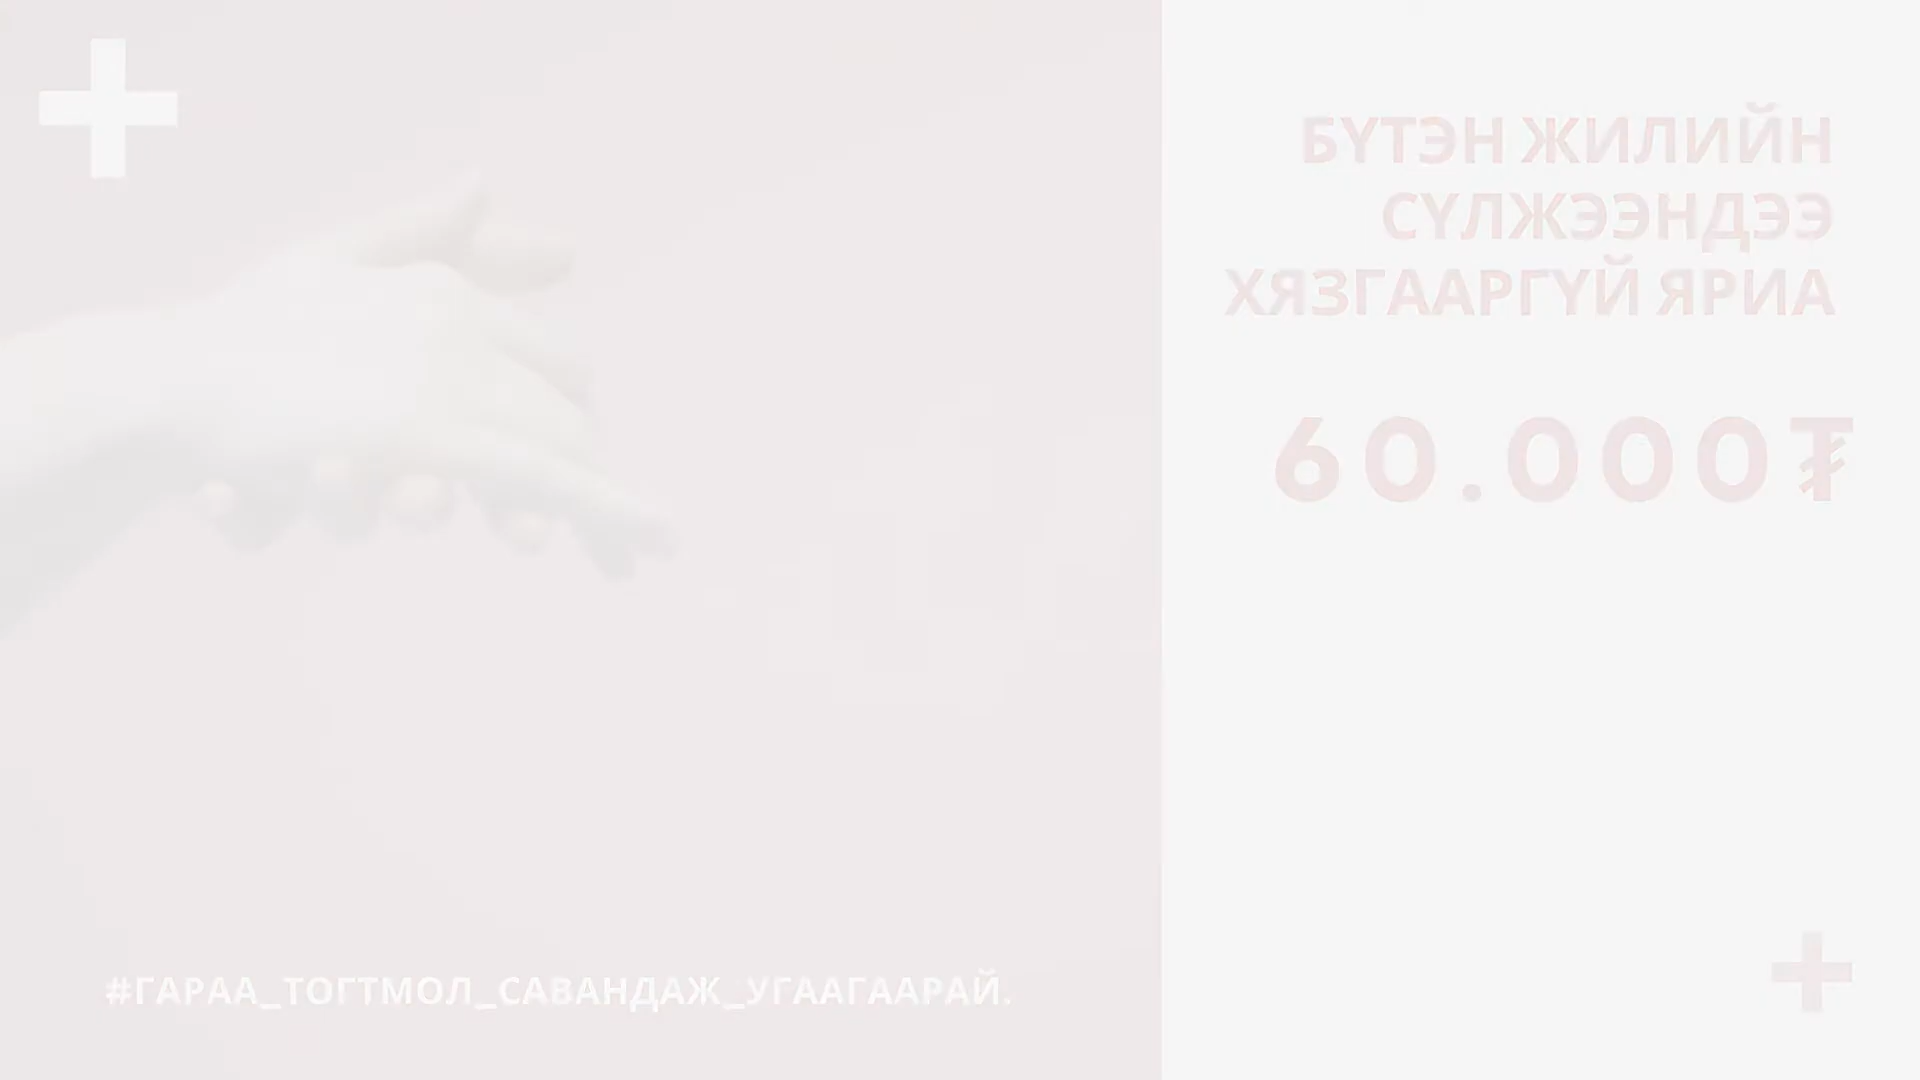 БҮТЭН ЖИЛИЙН
СҮЛЖЭЭНДЭЭ
ХЯЗГААРГҮЙ ЯРИА
60.000₮
#ГАРАА_ТОГТМОЛ_САВАНДАЖ_УГААГААРАЙ.